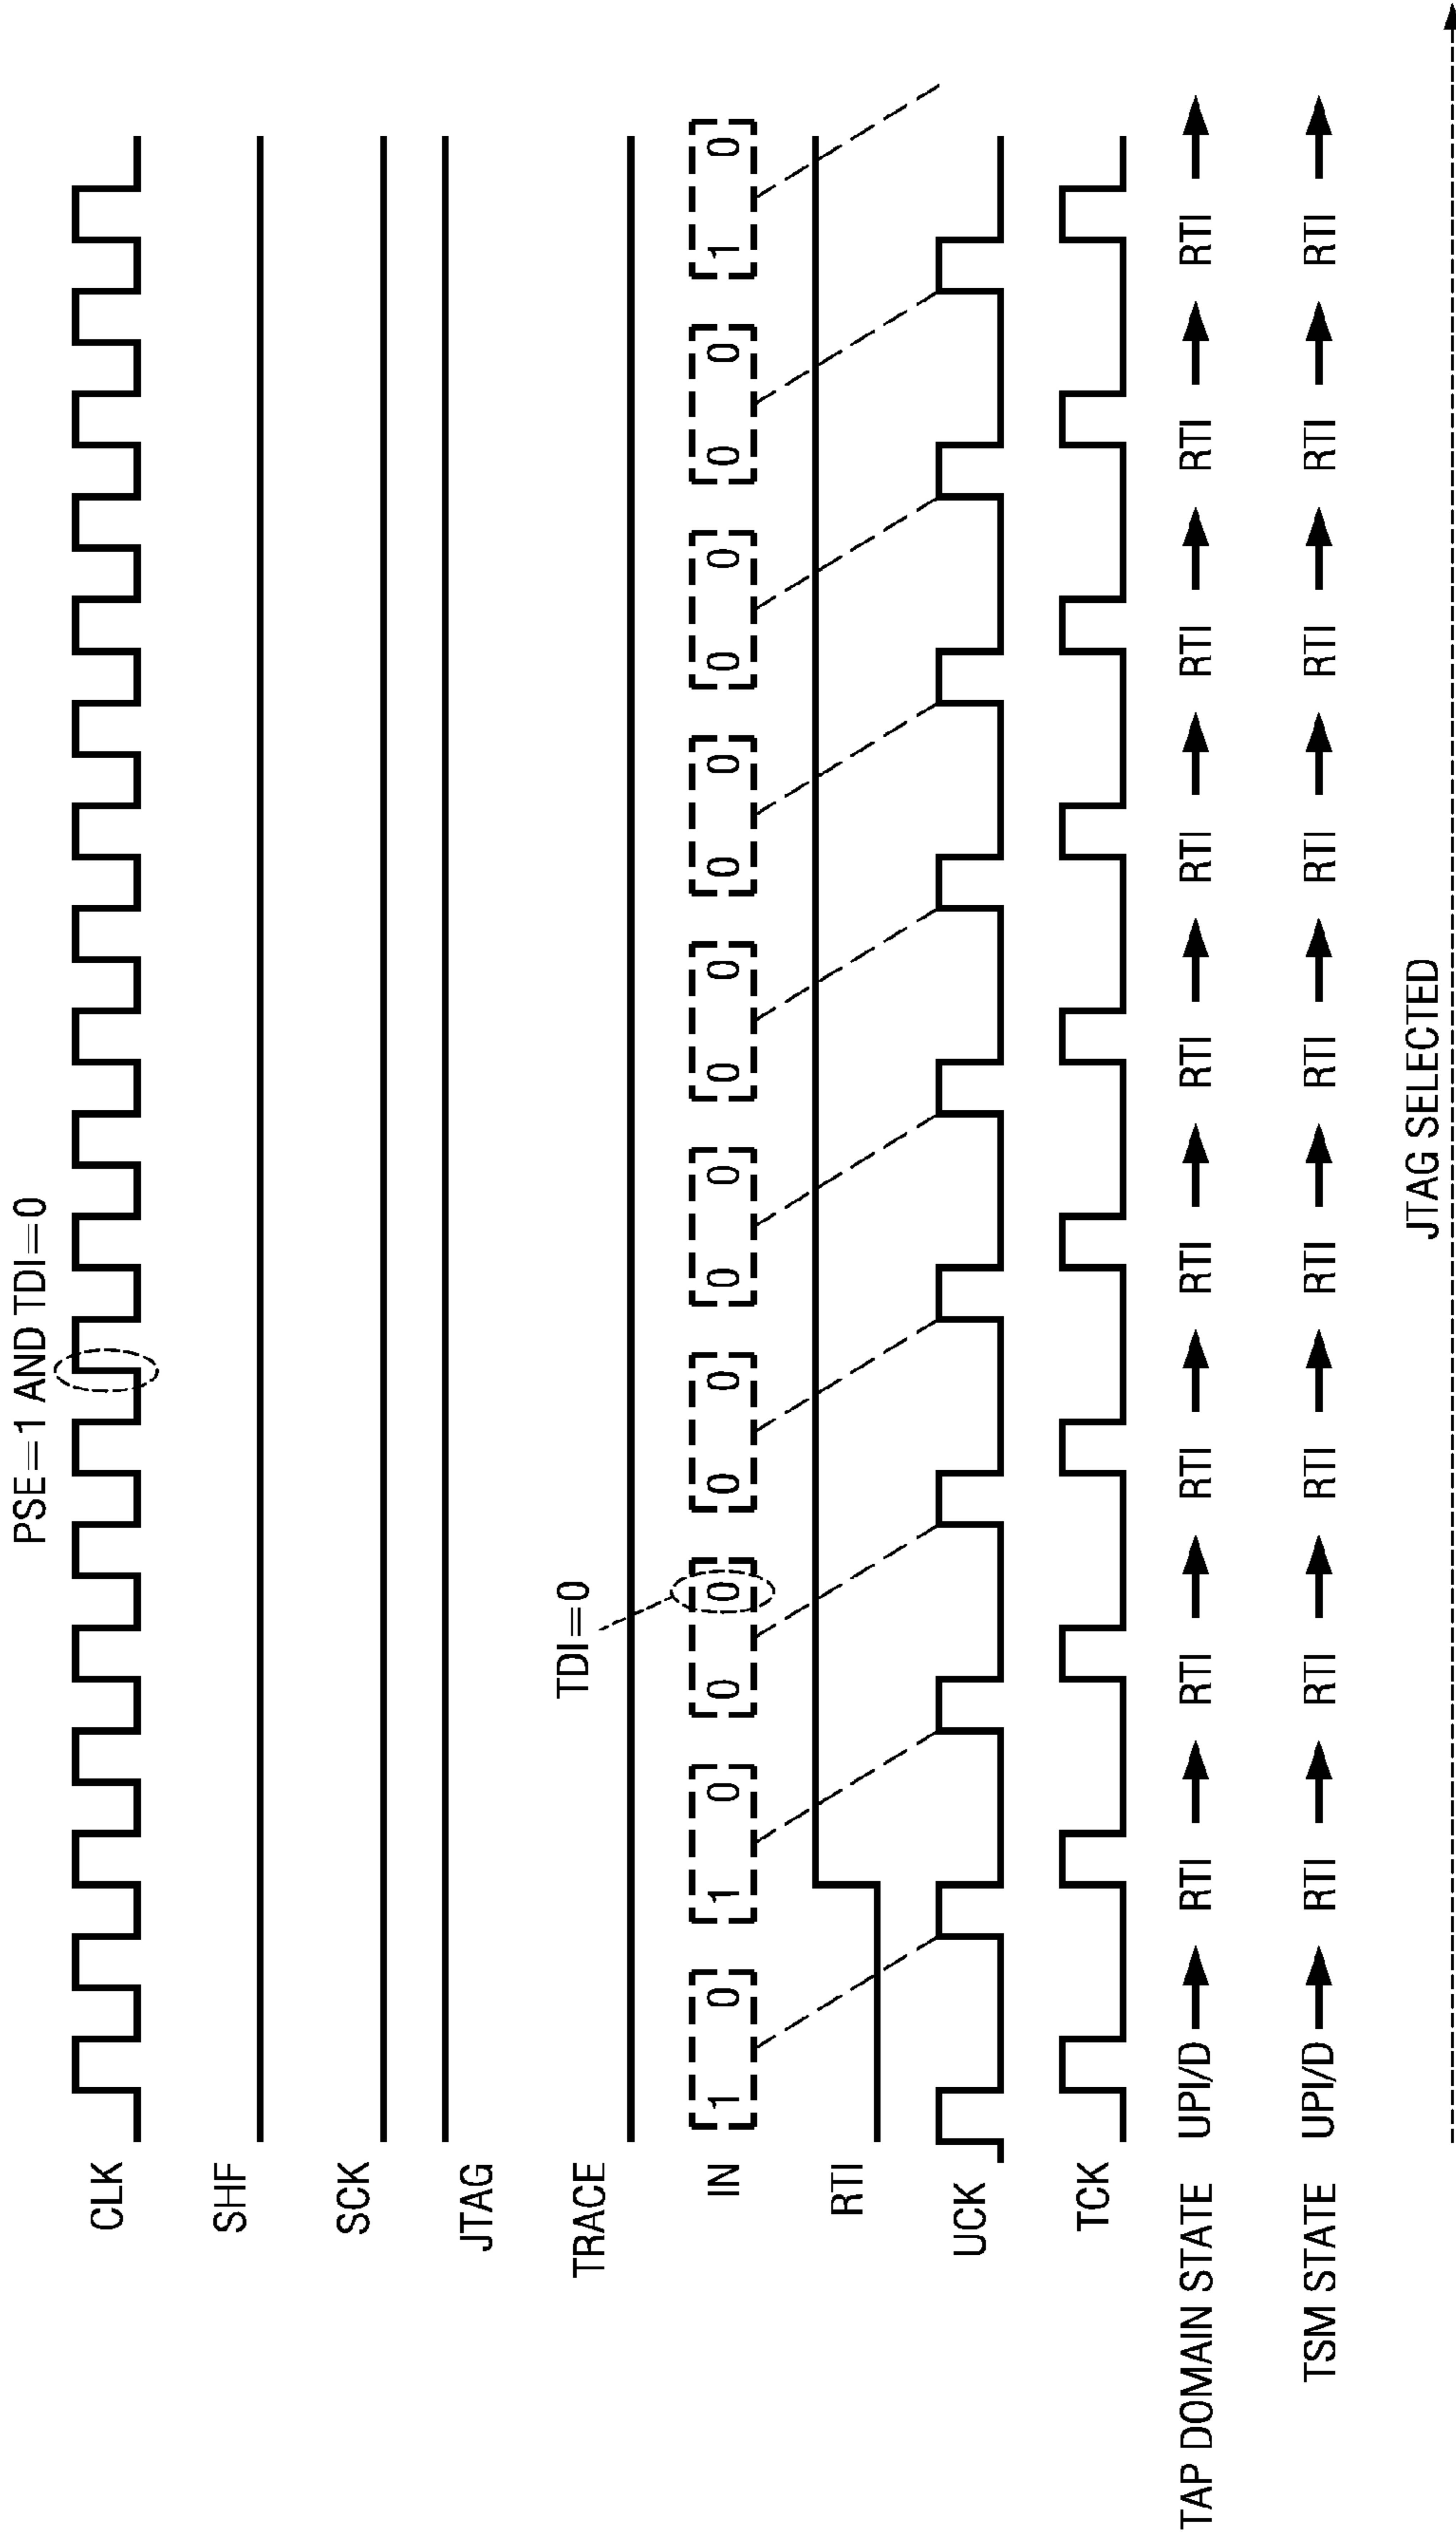 PSE=1 AND TDI=0
CLK
SHF
SCK
JTAG
TDI=0
TRACE
IN 1 0 1 0 0 0 0 0 0 0 0 0 0 0 0 0 0 0 1 0
RTI
UCK
TCK
TAP DOMAIN STATE UPI/D RTI RTI RTI RTI RTI RTI RTI RTI RTI
TSM STATE UPI/D RTI RTI RTI RTI RTI RTI RTI RTI RTI
JTAG SELECTED